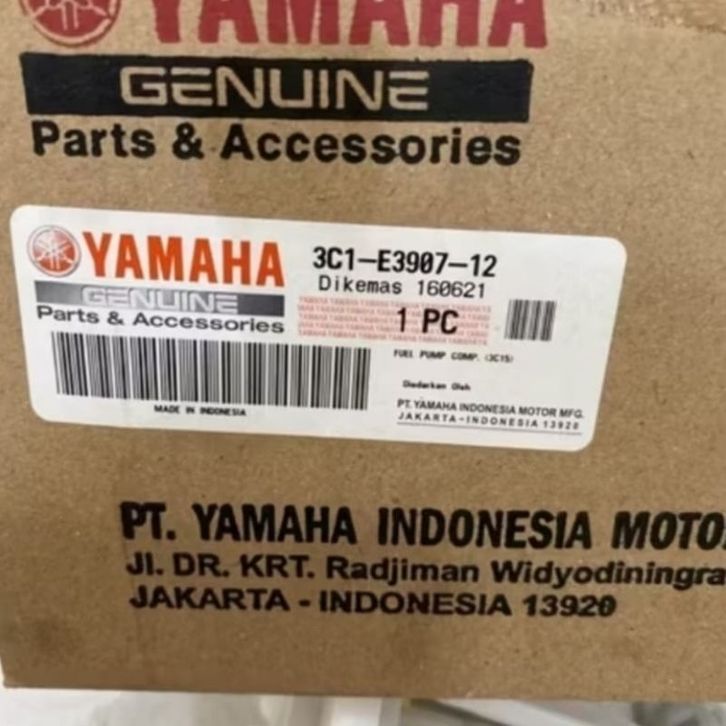 YAMAHA
GENUINE
Parts & Accessories
YAMAHA
GENUINE
Parts & Accessories
MADE IN INDONESIA
3C1-E3907-12
Dikemas 160621
1 PC
FUEL PUMP COMP. (3C1S)
Diedarkan Oleh
PT. YAMAHA INDONESIA MOTOR MFG.
JAKARTA - INDONESIA 13920
PT. YAMAHA INDONESIA MOTO
Jl. DR. KRT. Radjiman Widyodiningra
JAKARTA - INDONESIA 13920